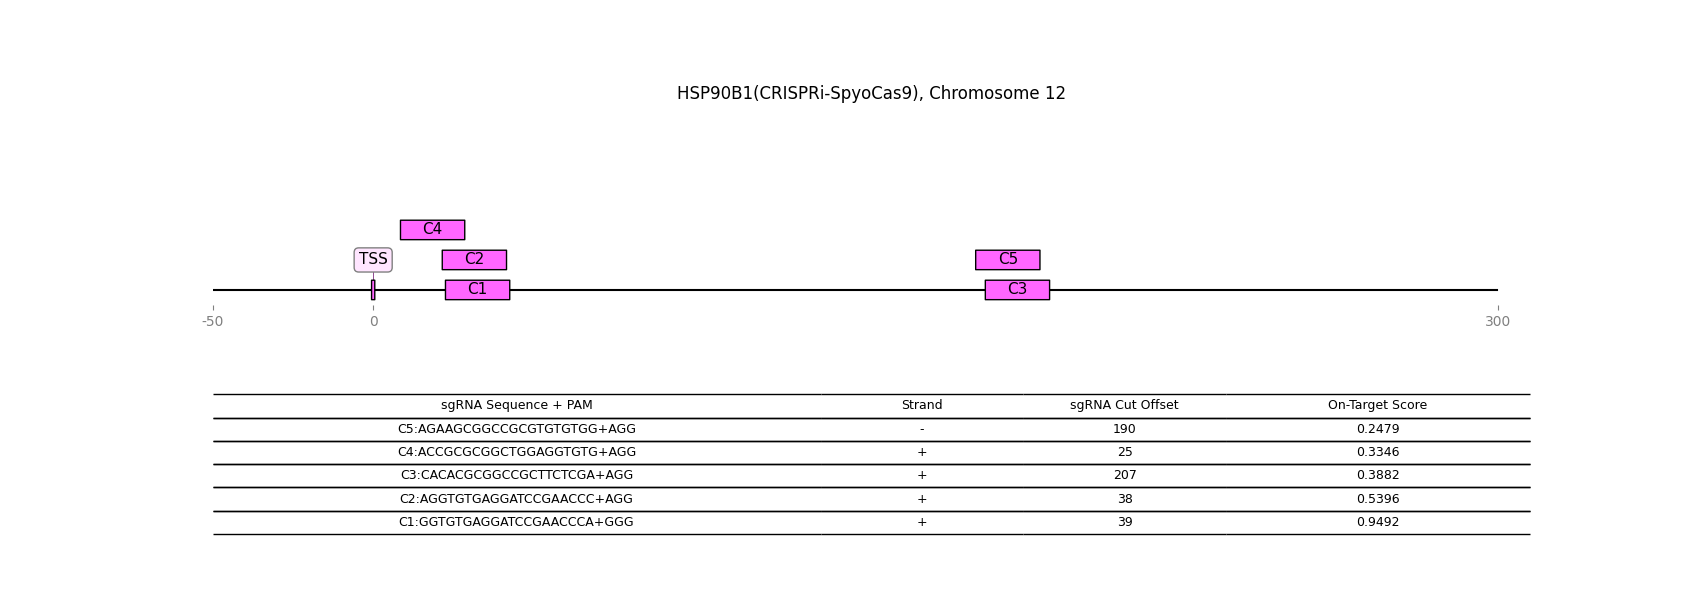 HSP90B1(CRISPRi-SpyoCas9), Chromosome 12
C4
TSS C2 C5
C1 C3
-50 0 300
sgRNA Sequence + PAM Strand sgRNA Cut Offset On-Target Score
C5:AGAAGCGGCCGCGTGTGTGG+AGG - 190 0.2479
C4:ACCGCGCGGCTGGAGGTGTG+AGG + 25 0.3346
C3:CACACGCGGCCGCTTCTCGA+AGG + 207 0.3882
C2:AGGTGTGAGGATCCGAACCC+AGG + 38 0.5396
C1:GGTGTGAGGATCCGAACCCA+GGG + 39 0.9492